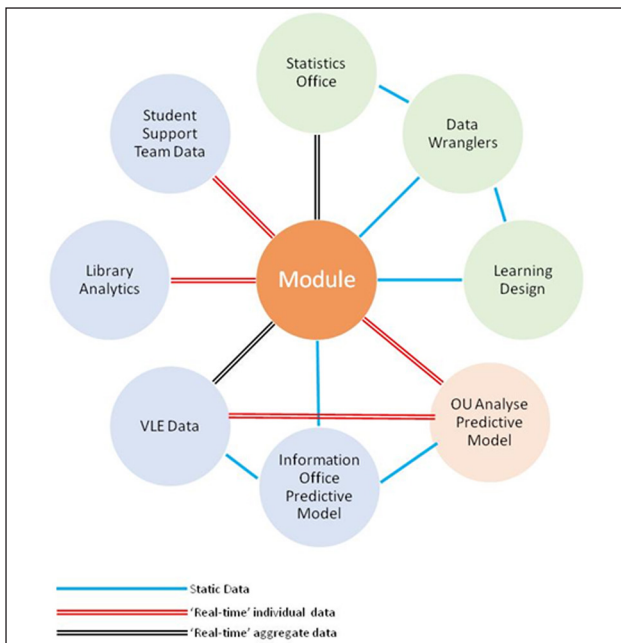 Statistics
Office
Student
Support
Team Data
Data
Wranglers
Library
Analytics
Module
Learning
Design
VLE Data
OU Analyse
Predictive
Model
Information
Office
Predictive
Model
Static Data
‘Real-time’ individual data
‘Real-time’ aggregate data